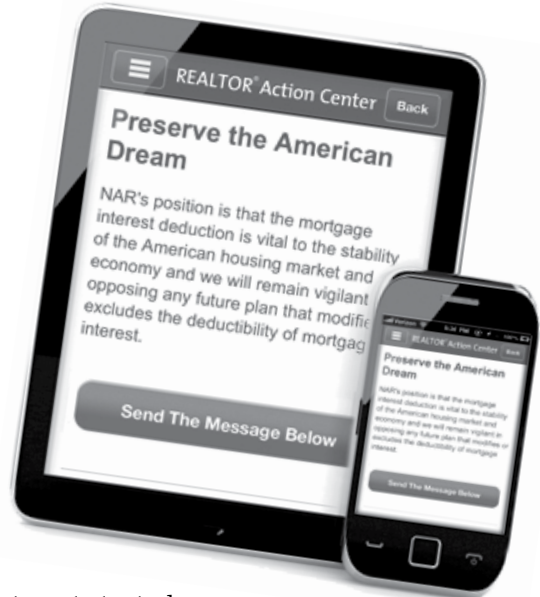 REALTOR® Action Center Back
Preserve the American
Dream
NAR's position is that the mortgage
interest deduction is vital to the stability
of the American housing market and
economy and we will remain vigilant
opposing any future plan that modifie
excludes the deductibility of mortgag
interest.
Send The Message Below
Verizon PM
REALTOR® Action Center Back
Preserve the American
Dream
NAR's position is that the mortgage
interest deduction is vital to the stability
of the American housing market and
economy and we will remain vigilant in
opposing any future plan that modifies or
excludes the deductibility of mortgage
interest.
Send The Message Below